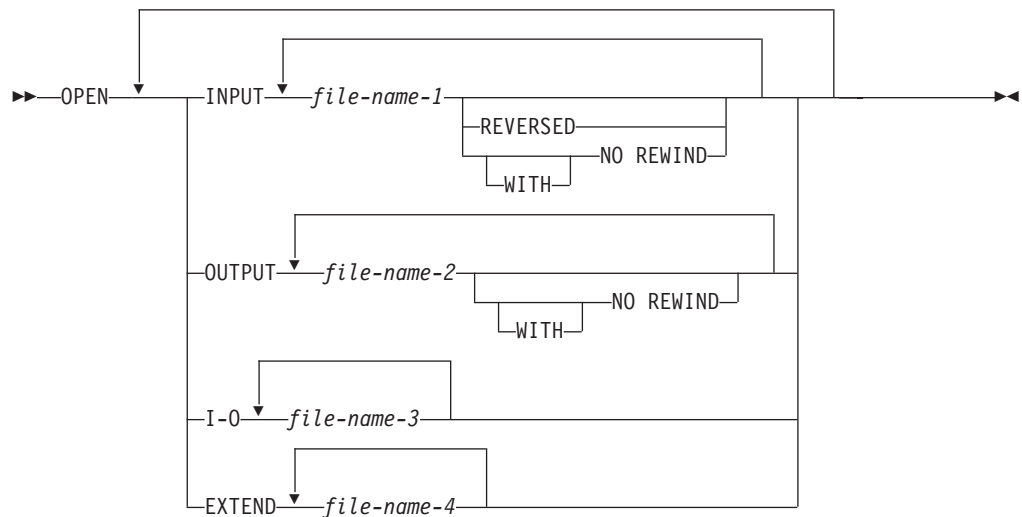 OPEN INPUT file-name-1
REVERSED
NO REWIND
WITH
OUTPUT file-name-2
NO REWIND
WITH
I-O file-name-3
EXTEND file-name-4